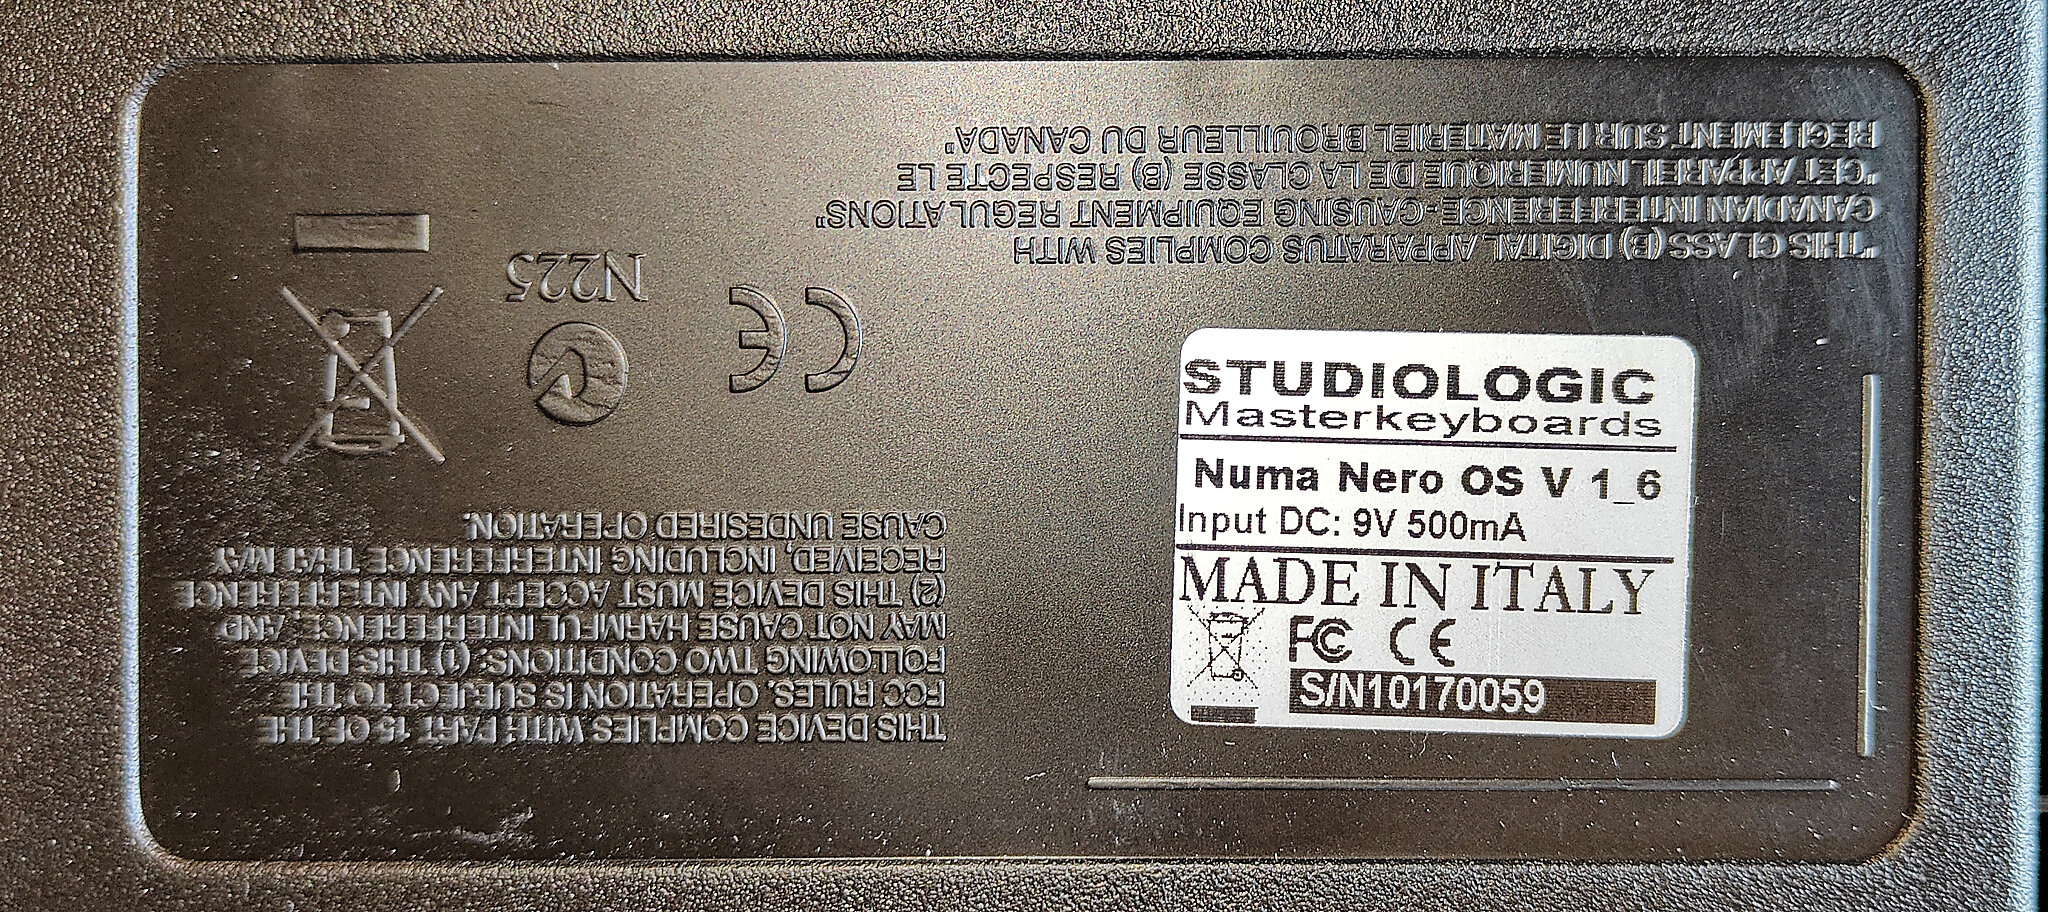 STUDIOLOGIC
Masterkeyboards
Numa Nero OS V 1_6
Input DC: 9V 500mA
MADE IN ITALY
FC CE
S/N10170059
THIS DEVICE COMPLIES WITH PART 15 OF THE
FCC RULES. OPERATION IS SUBJECT TO THE
FOLLOWING TWO CONDITIONS: (1) THIS DEVICE
MAY NOT CAUSE HARMFUL INTERFERENCE, AND
(2) THIS DEVICE MUST ACCEPT ANY INTERFERENCE
RECEIVED, INCLUDING INTERFERENCE THAT MAY
CAUSE UNDESIRED OPERATION.
CE
N225
"THIS CLASS (B) DIGITAL APPARATUS COMPLIES WITH
CANADIAN INTERFERENCE-CAUSING EQUIPMENT REGULATIONS"
"CET APPAREIL NUMERIQUE DE LA CLASSE (B) RESPECTE LE
REGLEMENT SUR LE MATERIEL BROUILLEUR DU CANADA"